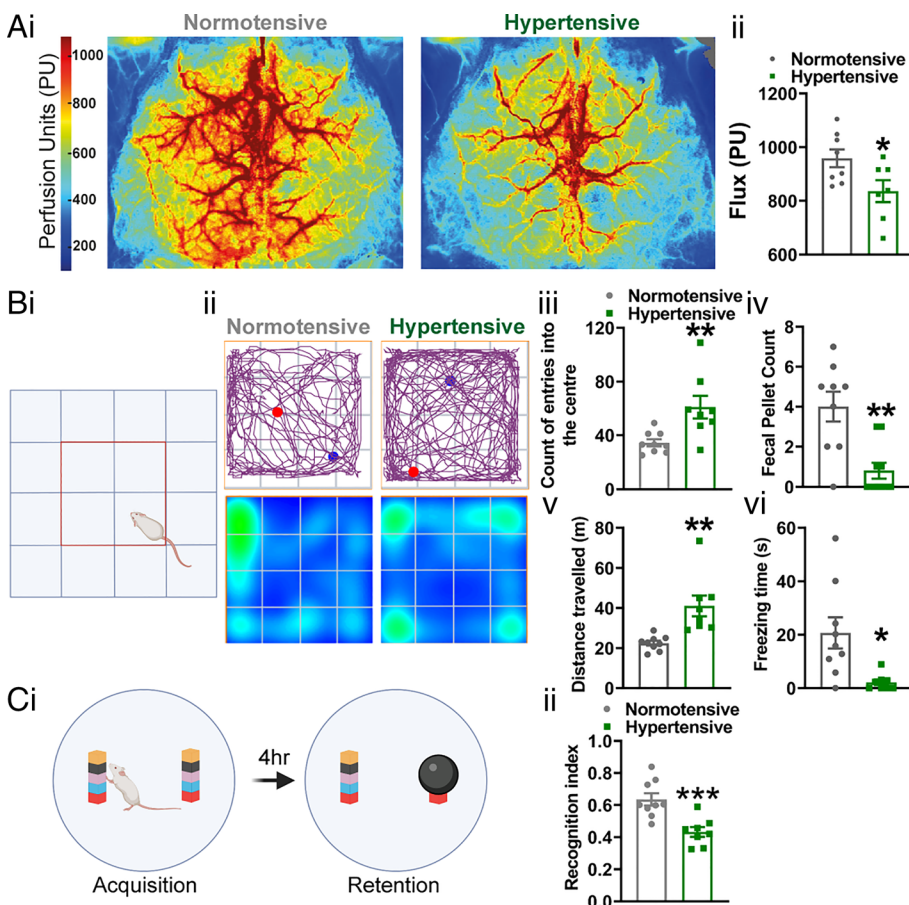 Ai
Normotensive
Hypertensive
Perfusion Units (PU)
1000
800
600
400
200
ii
Normotensive
Hypertensive
Flux (PU)
1200
1000
800
600
*
Bi
ii
Normotensive
Hypertensive
iii
Normotensive
Hypertensive
Count of entries into
the centre
120
80
40
0
**
iv
Fecal Pellet Count
8
6
4
2
0
**
v
Distance travelled (m)
80
60
40
20
0
**
vi
Freezing time (s)
60
40
20
0
*
Ci
4hr
Acquisition
Retention
ii
Normotensive
Hypertensive
Recognition index
1.0
0.8
0.6
0.4
0.2
0.0
***